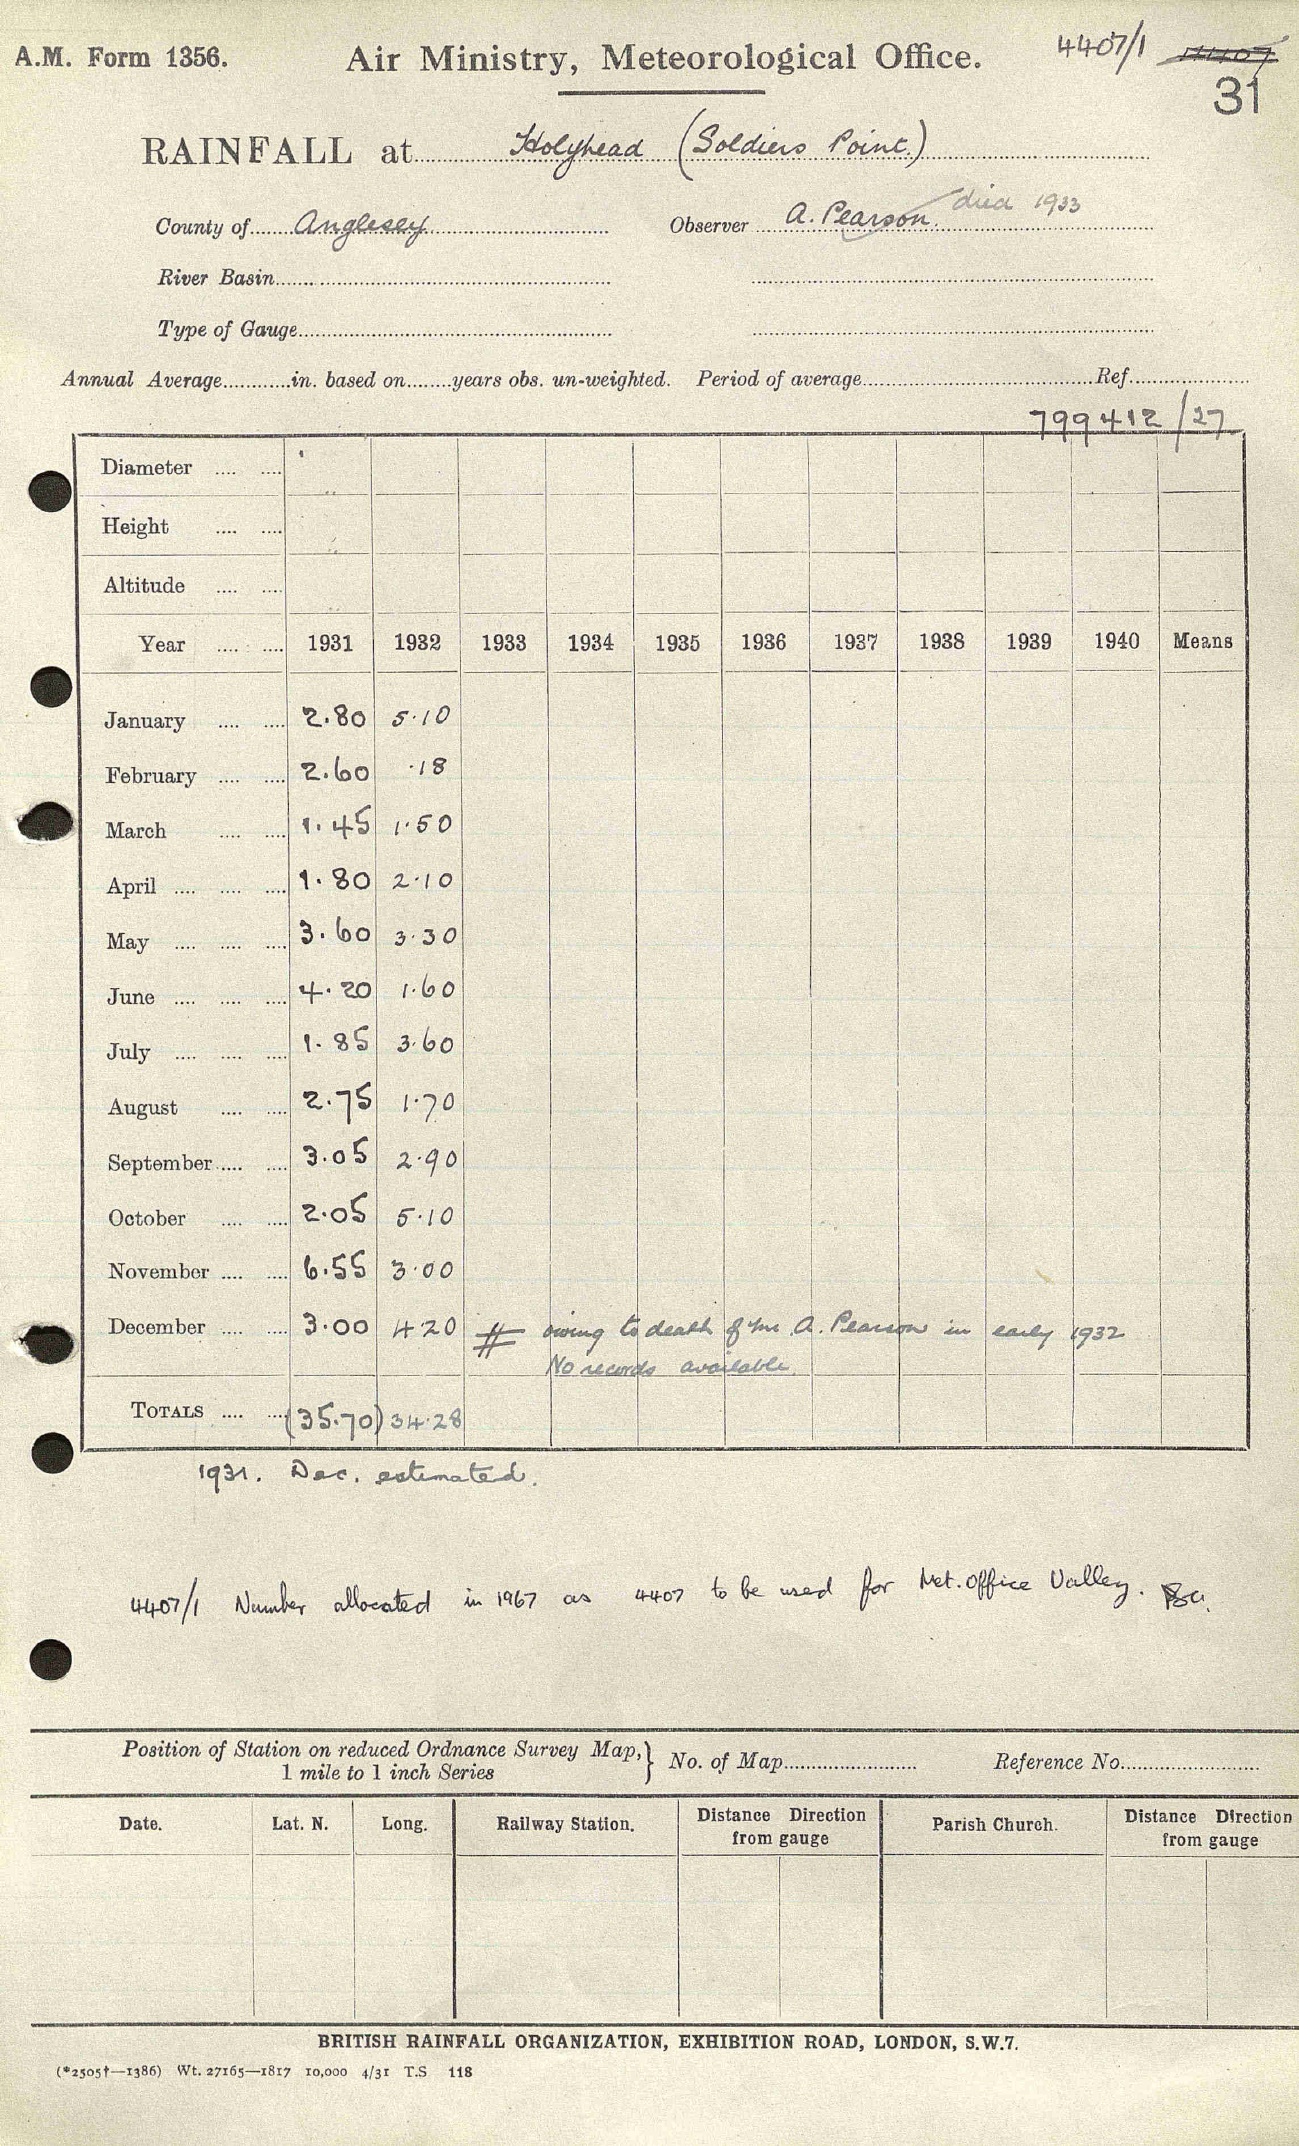 A.M. Form 1356.
Air Ministry, Meteorological Office.
4407/1 4407
31
RAINFALL at Holyhead (Soldiers Point.)
County of Anglesey Observer A. Pearson. died 1933
River Basin
Type of Gauge
Annual Average in. based on years obs. un-weighted. Period of average Ref.
799412/27
Diameter
Height
Altitude
Year 1931 1932 1933 1934 1935 1936 1937 1938 1939 1940 Means
January 2.80 5.10
February 2.60 .18
March 1.45 1.50
April 1.80 2.10
May 3.60 3.30
June 4.20 1.60
July 1.85 3.60
August 2.75 1.70
September 3.05 2.90
October 2.05 5.10
November 6.55 3.00
December 3.00 4.20 # owing to death of Mr. A. Pearson in early 1932
No records available.
TOTALS (35.70) 34.28
1931. Dec. estimated.
4407/1 Number allocated in 1967 as 4407 to be used for Met. Office Valley.
Position of Station on reduced Ordnance Survey Map, } No. of Map Reference No.
1 mile to 1 inch Series
Date. Lat. N. Long. Railway Station. Distance Direction from gauge Parish Church. Distance Direction from gauge
BRITISH RAINFALL ORGANIZATION, EXHIBITION ROAD, LONDON, S.W.7.
(*2505†—1386) Wt. 27165—1817 10,000 4/31 T.S 118